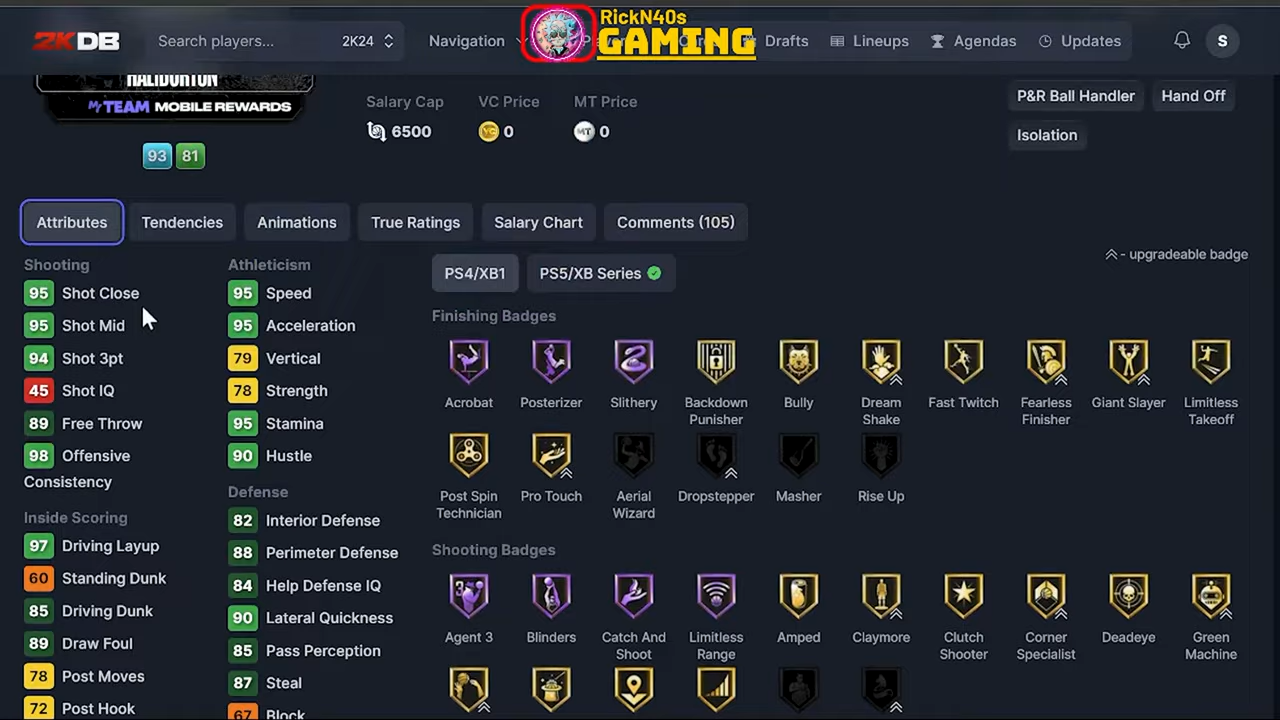 2KDB
Search players...
2K24
Navigation
RickN40s
GAMING
Drafts
Lineups
Agendas
Updates
S
HALIBURTON
MYTEAM MOBILE REWARDS
93 81
Salary Cap
6500
VC Price
VC 0
MT Price
MT 0
P&R Ball Handler
Hand Off
Isolation
Attributes
Tendencies
Animations
True Ratings
Salary Chart
Comments (105)
- upgradeable badge
Shooting
95 Shot Close
95 Shot Mid
94 Shot 3pt
45 Shot IQ
89 Free Throw
98 Offensive
Consistency
Inside Scoring
97 Driving Layup
60 Standing Dunk
85 Driving Dunk
89 Draw Foul
78 Post Moves
72 Post Hook
Athleticism
95 Speed
95 Acceleration
79 Vertical
78 Strength
95 Stamina
90 Hustle
Defense
82 Interior Defense
88 Perimeter Defense
84 Help Defense IQ
90 Lateral Quickness
85 Pass Perception
87 Steal
67 Block
PS4/XB1
PS5/XB Series
Finishing Badges
Acrobat
Posterizer
Slithery
Backdown
Punisher
Bully
Dream
Shake
Fast Twitch
Fearless
Finisher
Giant Slayer
Limitless
Takeoff
Post Spin
Technician
Pro Touch
Aerial
Wizard
Dropstepper
Masher
Rise Up
Shooting Badges
3
Agent 3
Blinders
Catch And
Shoot
Limitless
Range
Amped
Claymore
Clutch
Shooter
Corner
Specialist
Deadeye
Green
Machine